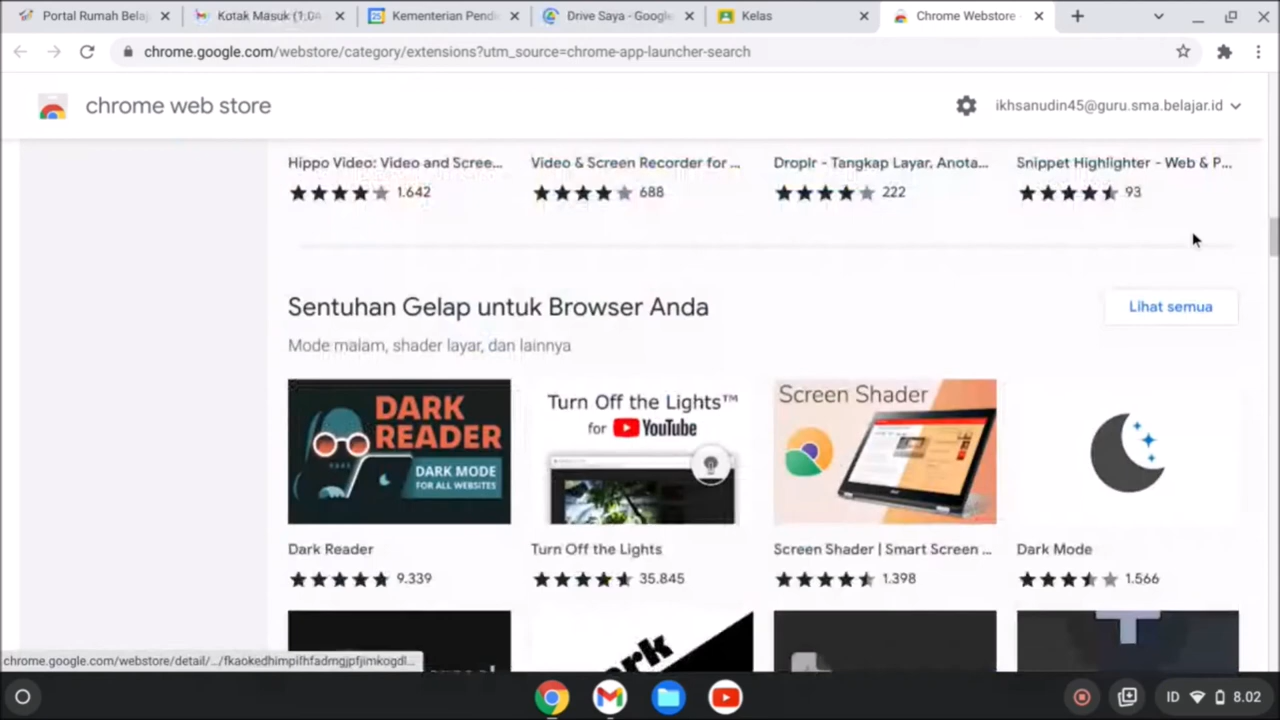 Portal Rumah Bela
Kotak Masuk (1.04
Kementerian Pendi
Drive Saya - Google
Kelas
Chrome Webstore -
chrome.google.com/webstore/category/extensions?utm_source=chrome-app-launcher-search
chrome web store
ikhsanudin45@guru.sma.belajar.id
Hippo Video: Video and Scree...
Video & Screen Recorder for ...
Droplr - Tangkap Layar, Anota...
Snippet Highlighter - Web & P...
1.642
688
222
93
Sentuhan Gelap untuk Browser Anda
Lihat semua
Mode malam, shader layar, dan lainnya
DARK
READER
DARK MODE
FOR ALL WEBSITES
Turn Off the Lights™
for YouTube
Screen Shader
Dark Reader
Turn Off the Lights
Screen Shader | Smart Screen ...
Dark Mode
9.339
35.845
1.398
1.566
chrome.google.com/webstore/detail/.../fkaokedhimpifhfadmgjpfjimkogdl...
ID
8.02